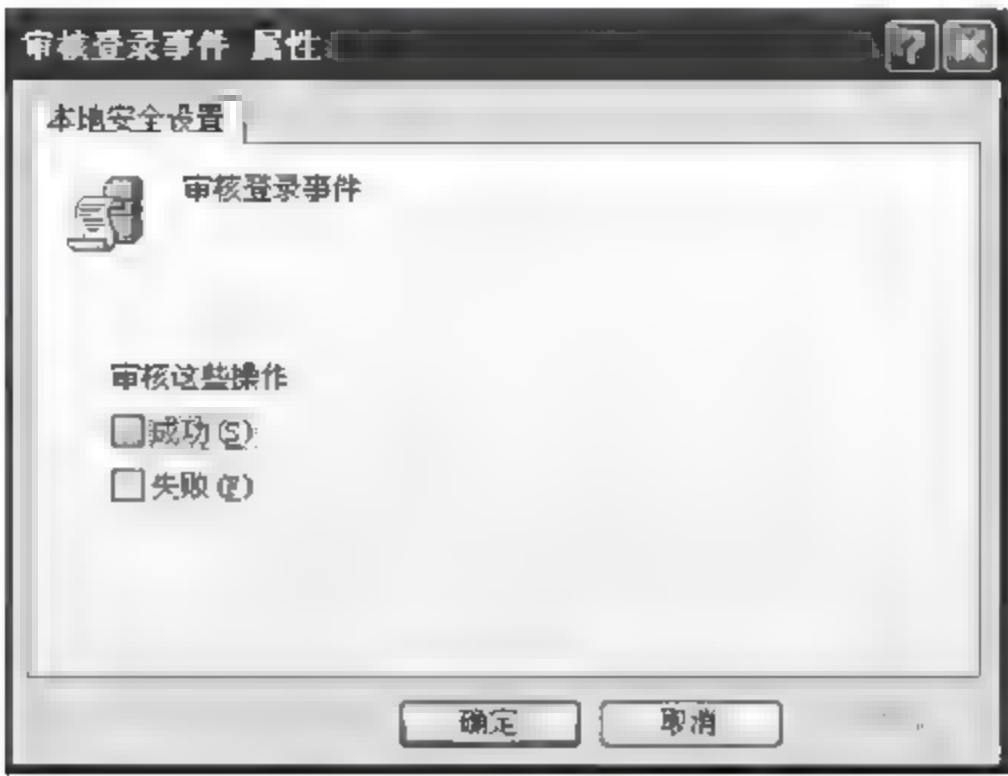 审核登录事件 属性
本地安全设置
审核登录事件
审核这些操作
成功(S)
失败(F)
确定
取消